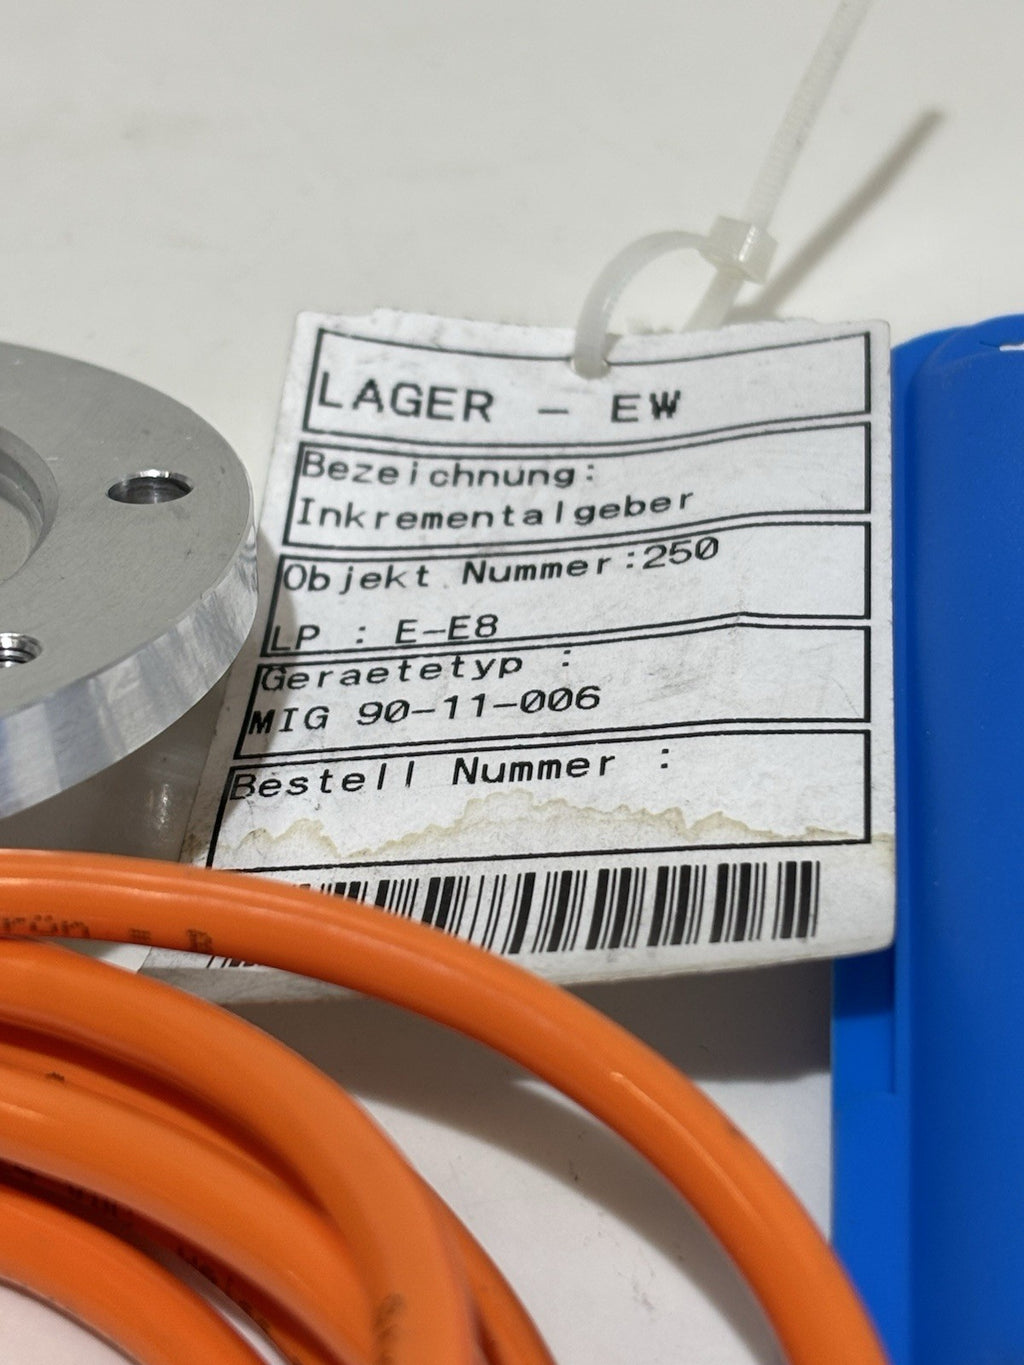 LAGER - EW
Bezeichnung:
Inkrementalgeber
Objekt Nummer:250
LP : E-E8
Geraetetyp :
MIG 90-11-006
Bestell Nummer :